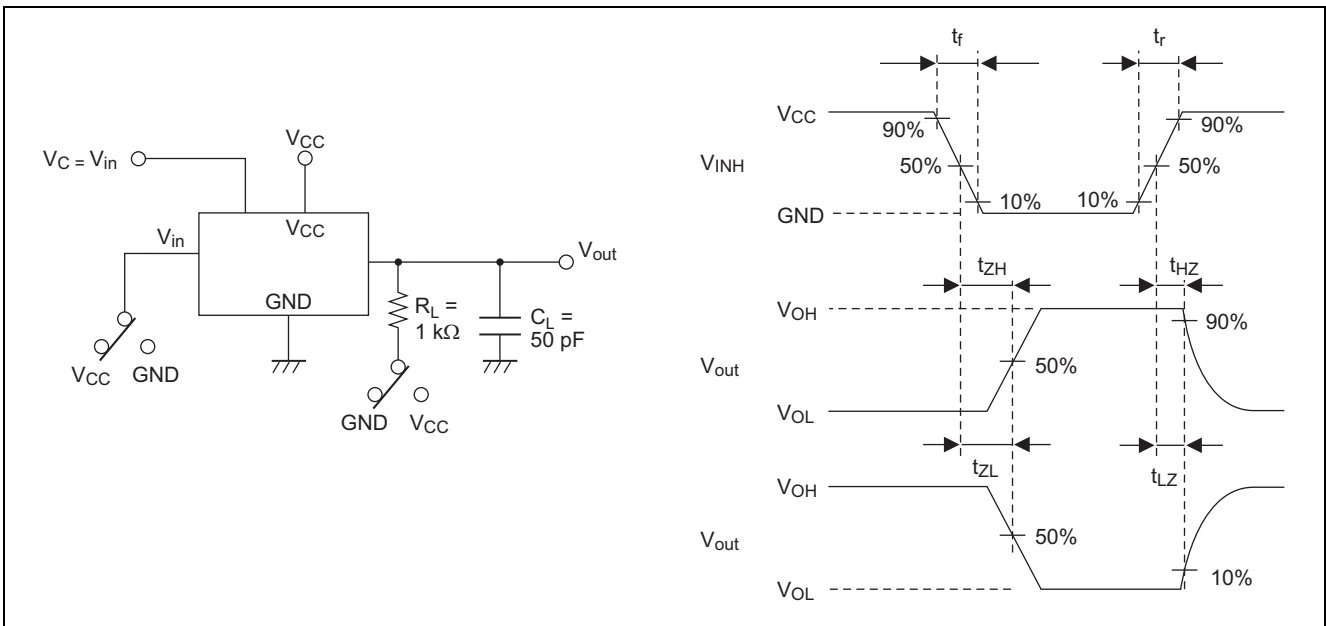 V_C = V_in
V_CC
V_CC
V_in
GND
V_out
R_L =
1 kΩ
C_L =
50 pF
V_CC GND
GND V_CC
t_f t_r
V_CC
90% 90%
V_INH 50% 50%
10% 10%
GND
t_ZH t_HZ
V_OH
90%
V_out 50%
V_OL
t_ZL t_LZ
V_OH
V_out 50%
10%
V_OL